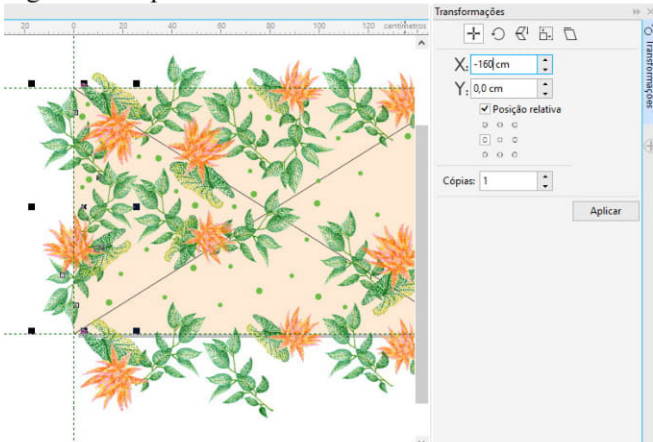 Transformações
20 0 20 40 60 80 100 120 centímetros
X: -160 cm
Y: 0,0 cm
Posição relativa
Cópias: 1
Aplicar
Transformações